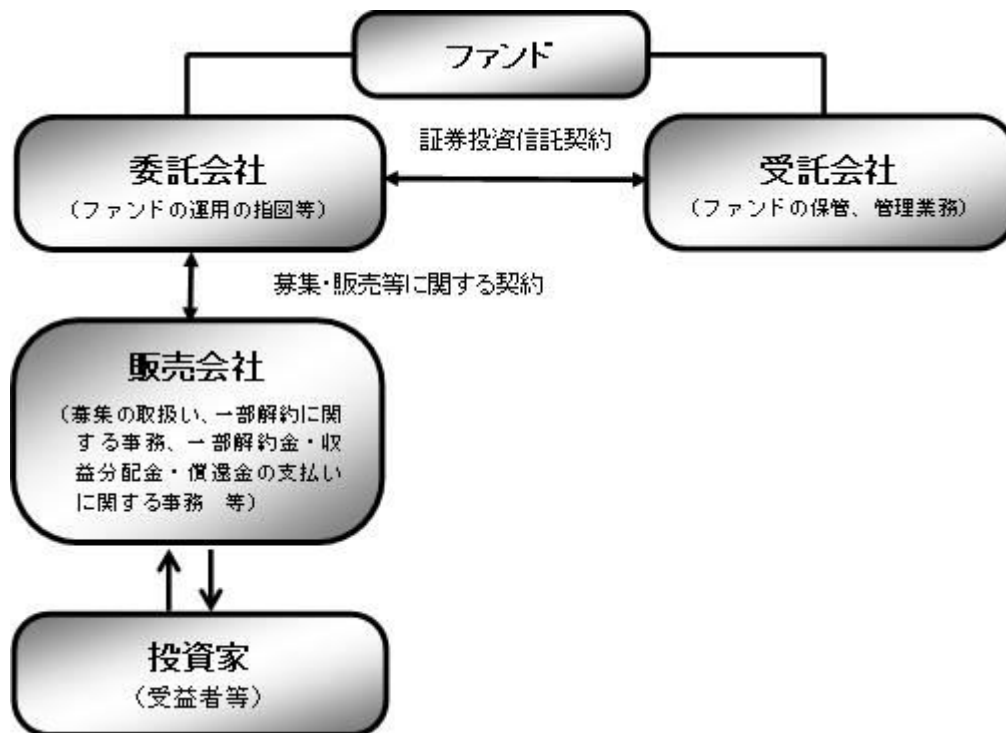 ファンド
証券投資信託契約
委託会社
(ファンドの運用の指図等)
受託会社
(ファンドの保管、管理業務)
募集・販売等に関する契約
販売会社
(募集の取扱い、一部解約に関
する事務、一部解約金・収
益分配金・償還金の支払い
に関する事務 等)
投資家
(受益者等)